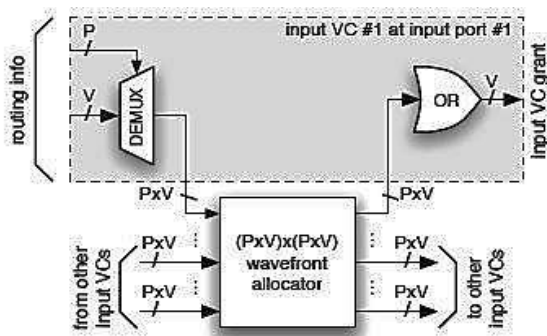 P
input VC #1 at input port #1
routing info
V
DEMUX
OR
V
input VC grant
PxV
PxV
(PxV)x(PxV)
wavefront
allocator
from other
input VCs
PxV
PxV
⋮
⋮
PxV
PxV
to other
input VCs